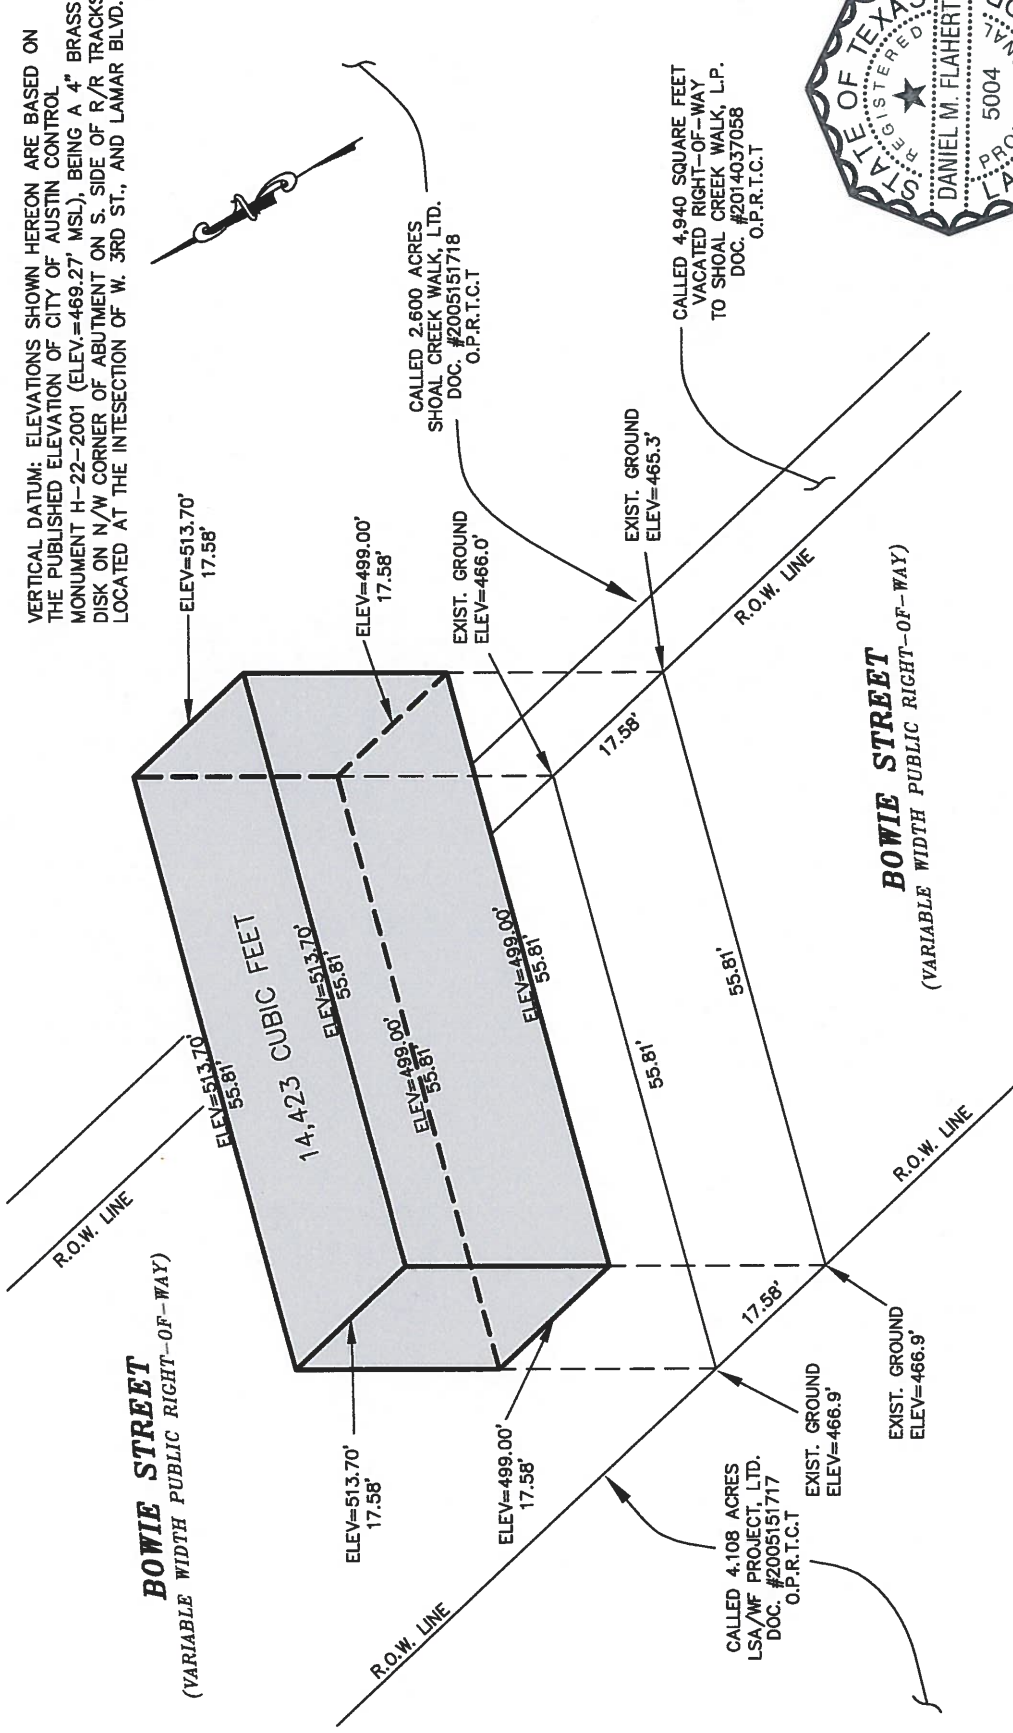 VERTICAL DATUM: ELEVATIONS SHOWN HEREON ARE BASED ON
THE PUBLISHED ELEVATION OF CITY OF AUSTIN CONTROL
MONUMENT H-22-2001 (ELEV.=469.27' MSL), BEING A 4" BRASS
DISK ON N/W CORNER OF ABUTMENT ON S. SIDE OF R/R TRACKS
LOCATED AT THE INTESECTION OF W. 3RD ST., AND LAMAR BLVD.
BOWIE STREET
(VARIABLE WIDTH PUBLIC RIGHT-OF-WAY)
R.O.W. LINE
ELEV=513.70'
55.81'
14,423 CUBIC FEET
ELEV=513.70'
17.58'
ELEV=513.70'
55.81'
ELEV=513.70'
17.58'
ELEV=499.00'
55.81'
ELEV=499.00'
17.58'
ELEV=499.00'
17.58'
ELEV=499.00'
55.81'
EXIST. GROUND
ELEV=466.0'
CALLED 2.600 ACRES
SHOAL CREEK WALK, LTD.
DOC. #2005151718
O.P.R.T.C.T
R.O.W. LINE
55.81'
17.58'
EXIST. GROUND
ELEV=465.3'
CALLED 4,940 SQUARE FEET
VACATED RIGHT-OF-WAY
TO SHOAL CREEK WALK, L.P.
DOC. #2014037058
O.P.R.T.C.T
CALLED 4.108 ACRES
LSA/WF PROJECT, LTD.
DOC. #2005151717
O.P.R.T.C.T
17.58'
55.81'
R.O.W. LINE
EXIST. GROUND
ELEV=466.9'
EXIST. GROUND
ELEV=466.9'
R.O.W. LINE
BOWIE STREET
(VARIABLE WIDTH PUBLIC RIGHT-OF-WAY)
STATE OF TEXAS
REGISTERED
DANIEL M. FLAHERT
5004